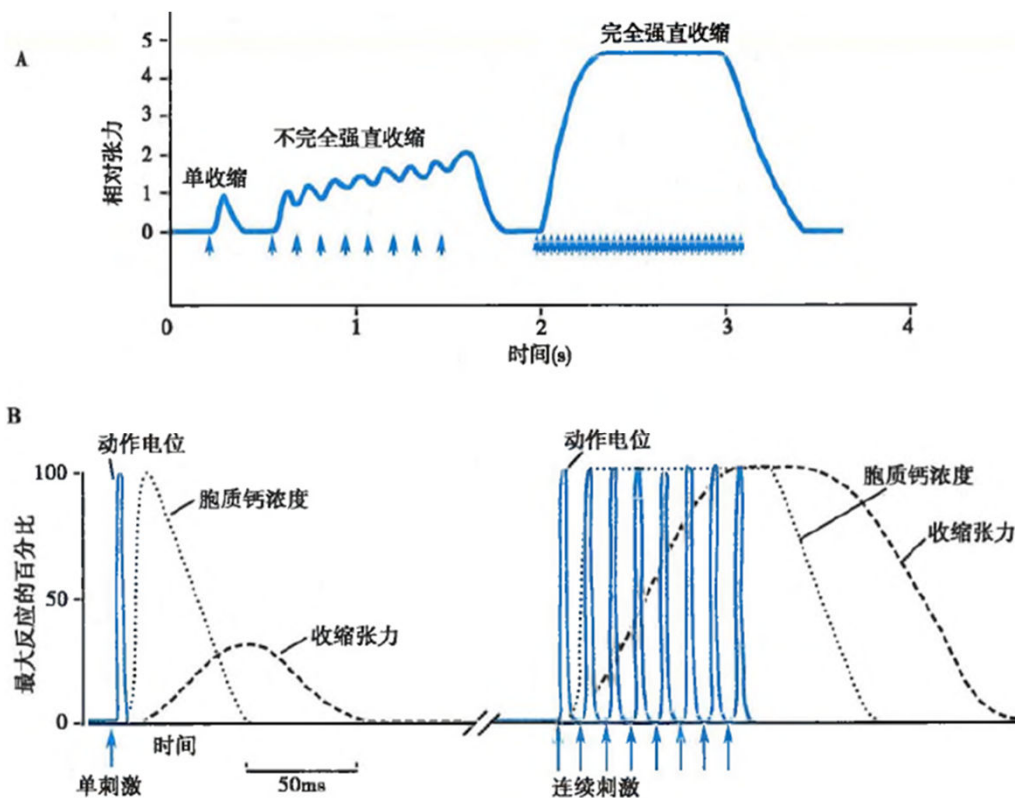 A
完全强直收缩
不完全强直收缩
单收缩
相对张力
5
4
3
2
1
0
0
1
2
3
4
时间(s)
B
动作电位
胞质钙浓度
收缩张力
动作电位
胞质钙浓度
收缩张力
最大反应的百分比
100
50
0
时间
50ms
单刺激
连续刺激